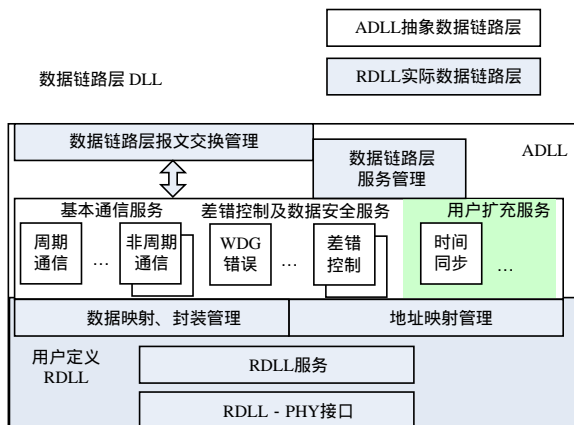 ADLL抽象数据链路层
数据链路层 DLL
RDLL实际数据链路层
数据链路层报文交换管理
ADLL
数据链路层
服务管理
基本通信服务
差错控制及数据安全服务
用户扩充服务
周期
通信
…
非周期
通信
WDG
错误
…
差错
控制
时间
同步
…
数据映射、封装管理
地址映射管理
用户定义
RDLL
RDLL服务
RDLL - PHY接口